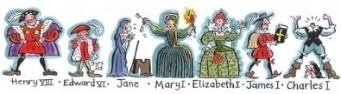 Henry VIII · Edward VI · Jane · Mary I · Elizabeth I · James I · Charles I